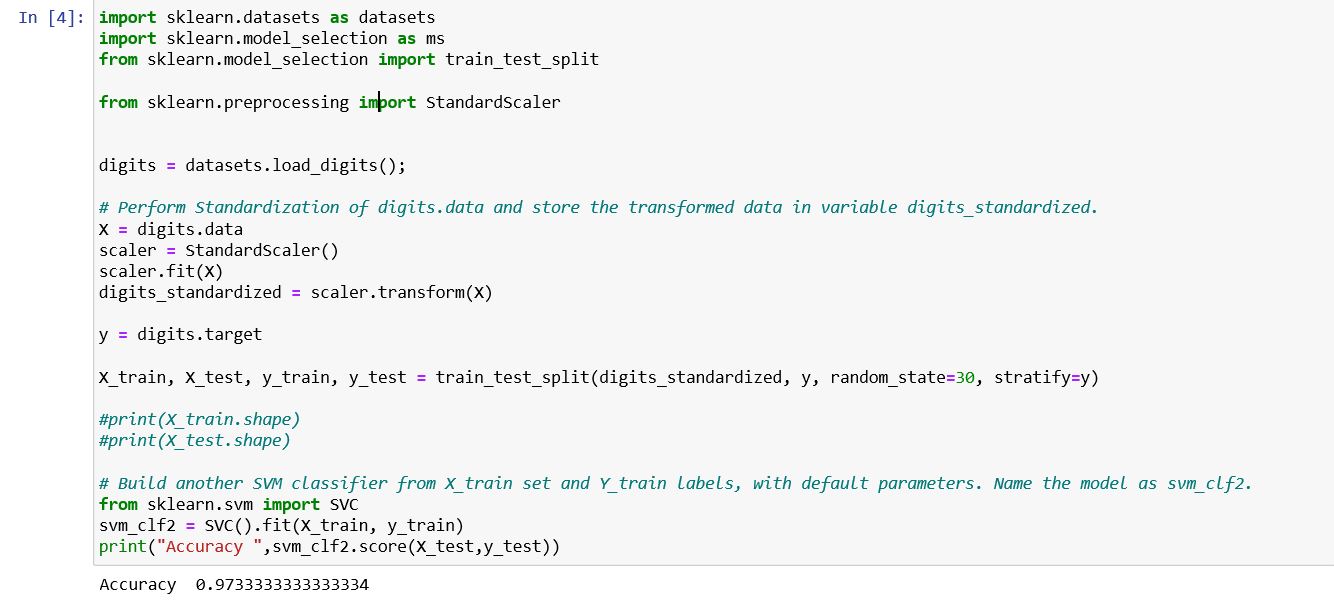 In [4]: import sklearn.datasets as datasets
import sklearn.model_selection as ms
from sklearn.model_selection import train_test_split
from sklearn.preprocessing import StandardScaler
digits = datasets.load_digits();
# Perform Standardization of digits.data and store the transformed data in variable digits_standardized.
X = digits.data
scaler = StandardScaler()
scaler.fit(X)
digits_standardized = scaler.transform(X)
y = digits.target
X_train, X_test, y_train, y_test = train_test_split(digits_standardized, y, random_state=30, stratify=y)
#print(X_train.shape)
#print(X_test.shape)
# Build another SVM classifier from X_train set and Y_train labels, with default parameters. Name the model as svm_clf2.
from sklearn.svm import SVC
svm_clf2 = SVC().fit(X_train, y_train)
print("Accuracy ",svm_clf2.score(X_test,y_test))
Accuracy  0.9733333333333334